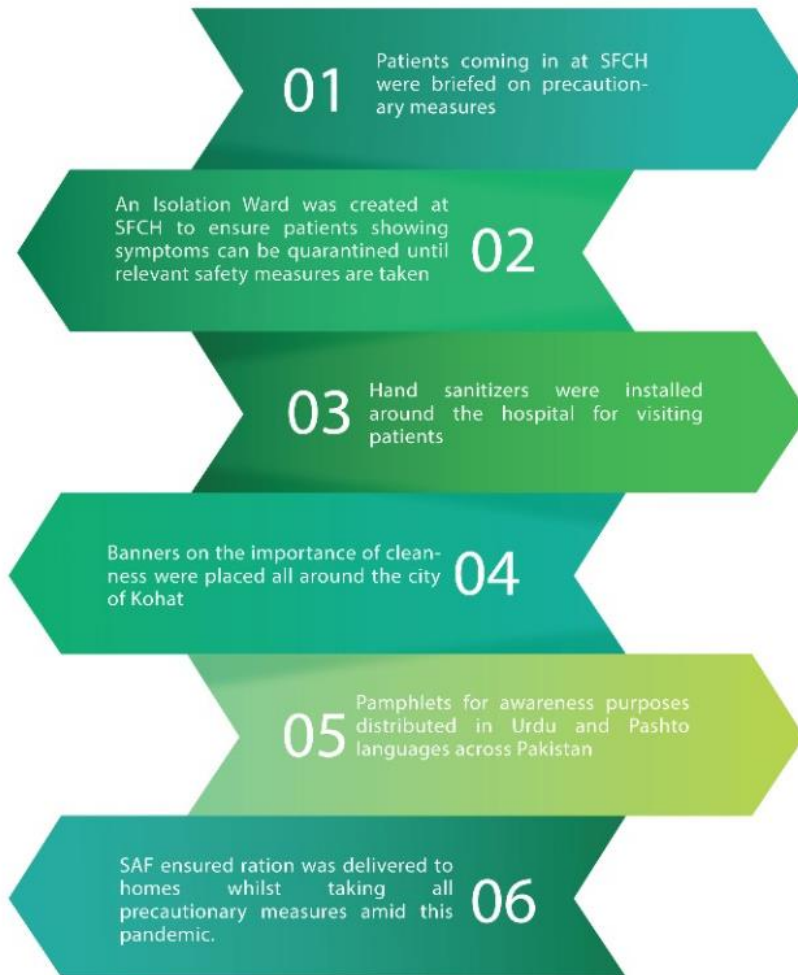 01
Patients coming in at SFCH
were briefed on precaution-
ary measures
An Isolation Ward was created at
SFCH to ensure patients showing
symptoms can be quarantined until
relevant safety measures are taken
02
03
Hand sanitizers were installed
around the hospital for visiting
patients
Banners on the importance of clean-
ness were placed all around the city
of Kohat
04
05
Pamphlets for awareness purposes
distributed in Urdu and Pashto
languages across Pakistan
SAF ensured ration was delivered to
homes whilst taking all
precautionary measures amid this
pandemic.
06